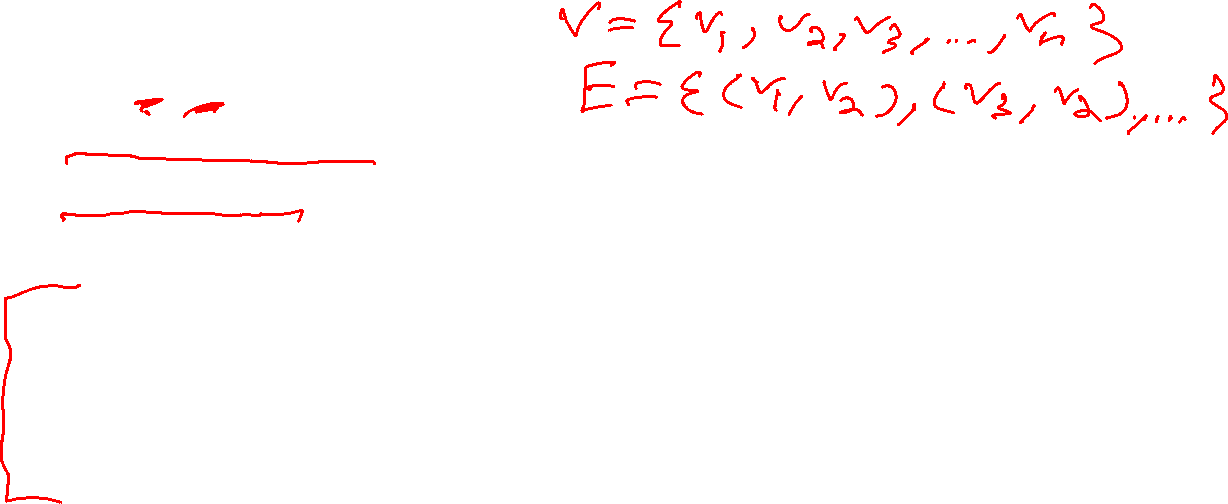 V = {v₁, v₂, v₃, ..., vₙ}
E = {(v₁, v₂), (v₃, v₂), ...}